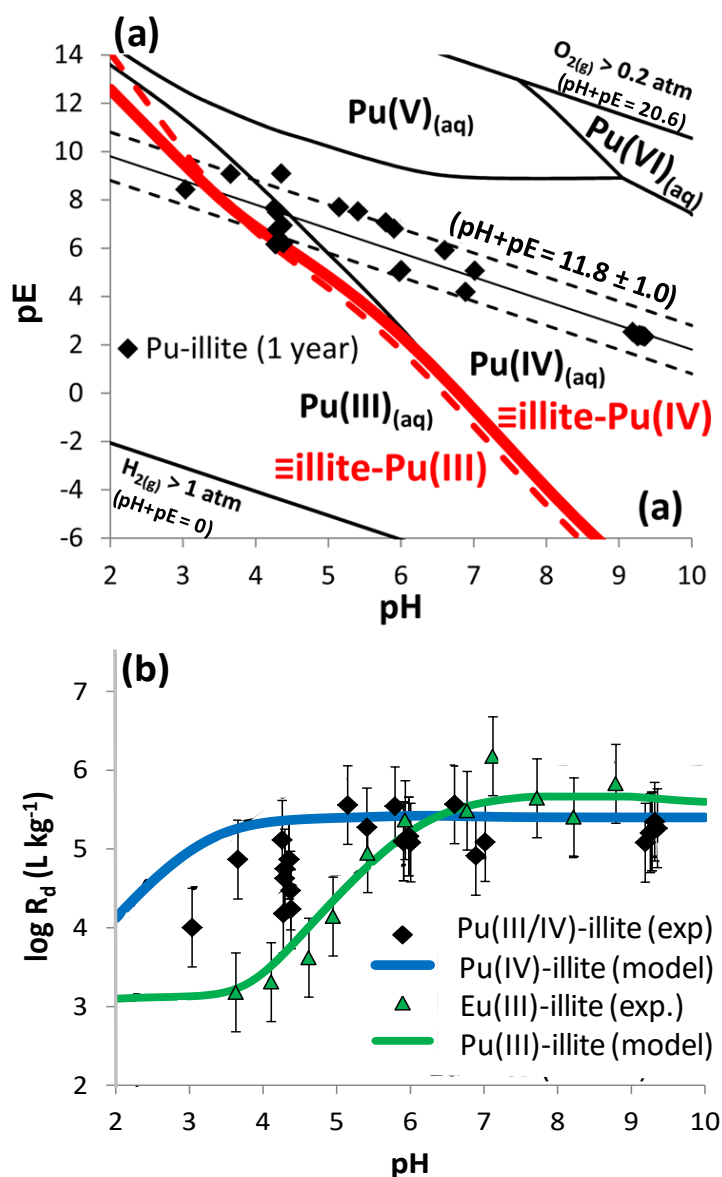 (a)
14
12
10
8
6
4
2
0
-2
-4
-6
pE
O2(g) > 0.2 atm
(pH+pE = 20.6)
Pu(V)(aq)
Pu(VI)(aq)
(pH+pE = 11.8 ± 1.0)
Pu-illite (1 year)
Pu(IV)(aq)
Pu(III)(aq)
≡illite-Pu(IV)
≡illite-Pu(III)
H2(g) > 1 atm
(pH+pE = 0)
(a)
2 3 4 5 6 7 8 9 10
pH
(b)
7
6
5
4
3
2
log Rd (L kg-1)
Pu(III/IV)-illite (exp)
Pu(IV)-illite (model)
Eu(III)-illite (exp.)
Pu(III)-illite (model)
2 3 4 5 6 7 8 9 10
pH